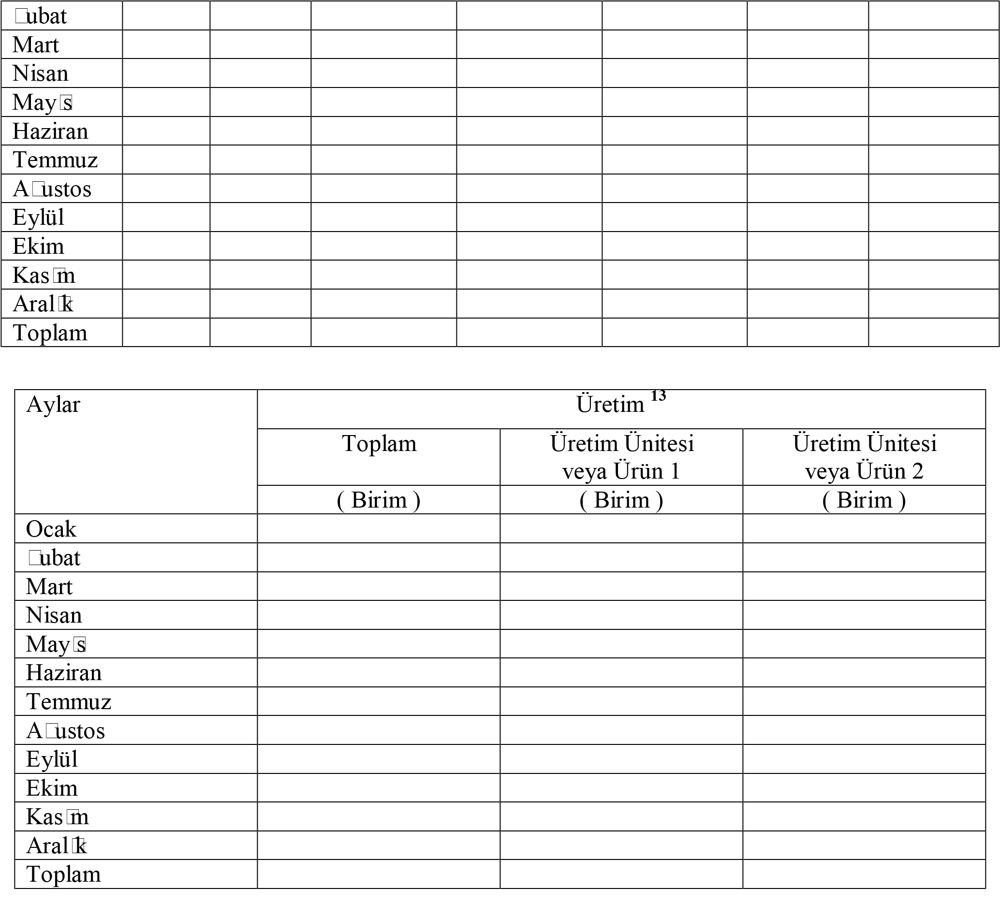 □ubat
Mart
Nisan
May□s
Haziran
Temmuz
A□ustos
Eylül
Ekim
Kas□m
Aral□k
Toplam
Aylar
Üretim ¹³
Toplam
Üretim Ünitesi
veya Ürün 1
Üretim Ünitesi
veya Ürün 2
( Birim )
( Birim )
( Birim )
Ocak
□ubat
Mart
Nisan
May□s
Haziran
Temmuz
A□ustos
Eylül
Ekim
Kas□m
Aral□k
Toplam